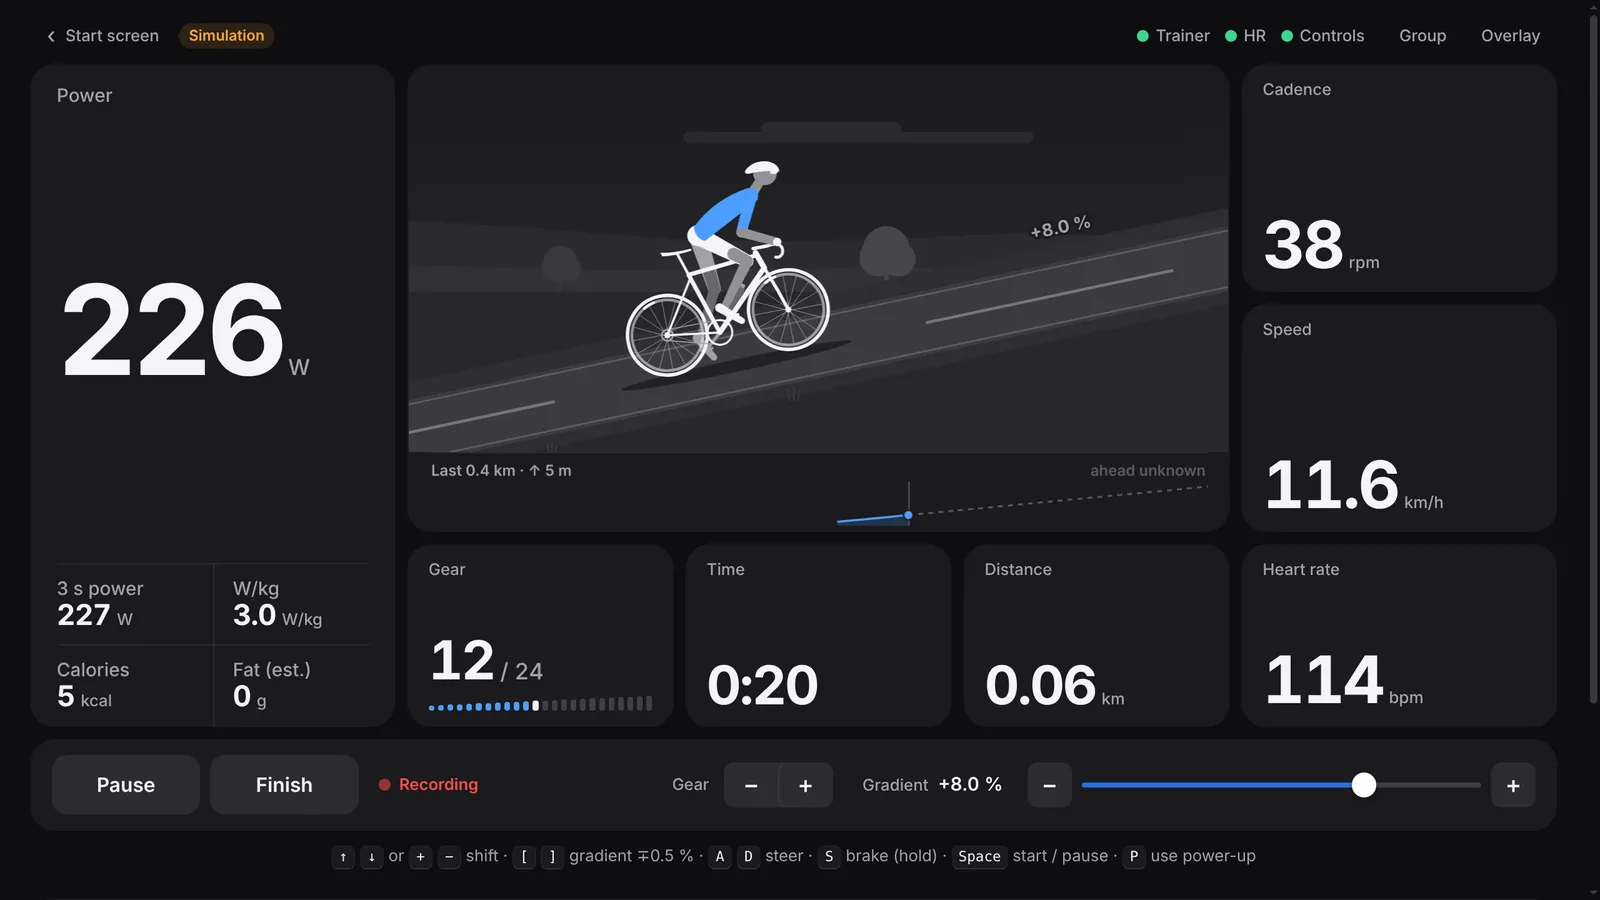 Start screen
Simulation
Trainer
HR
Controls
Group
Overlay
Power
226 W
3 s power
227 W
W/kg
3.0 W/kg
Calories
5 kcal
Fat (est.)
0 g
+8.0 %
Last 0.4 km · ↑ 5 m
ahead unknown
Cadence
38 rpm
Speed
11.6 km/h
Gear
12 / 24
Time
0:20
Distance
0.06 km
Heart rate
114 bpm
Pause
Finish
Recording
Gear
− +
Gradient +8.0 %
− +
↑ ↓ or + − shift · [ ] gradient ∓0.5 % · A D steer · S brake (hold) · Space start / pause · P use power-up